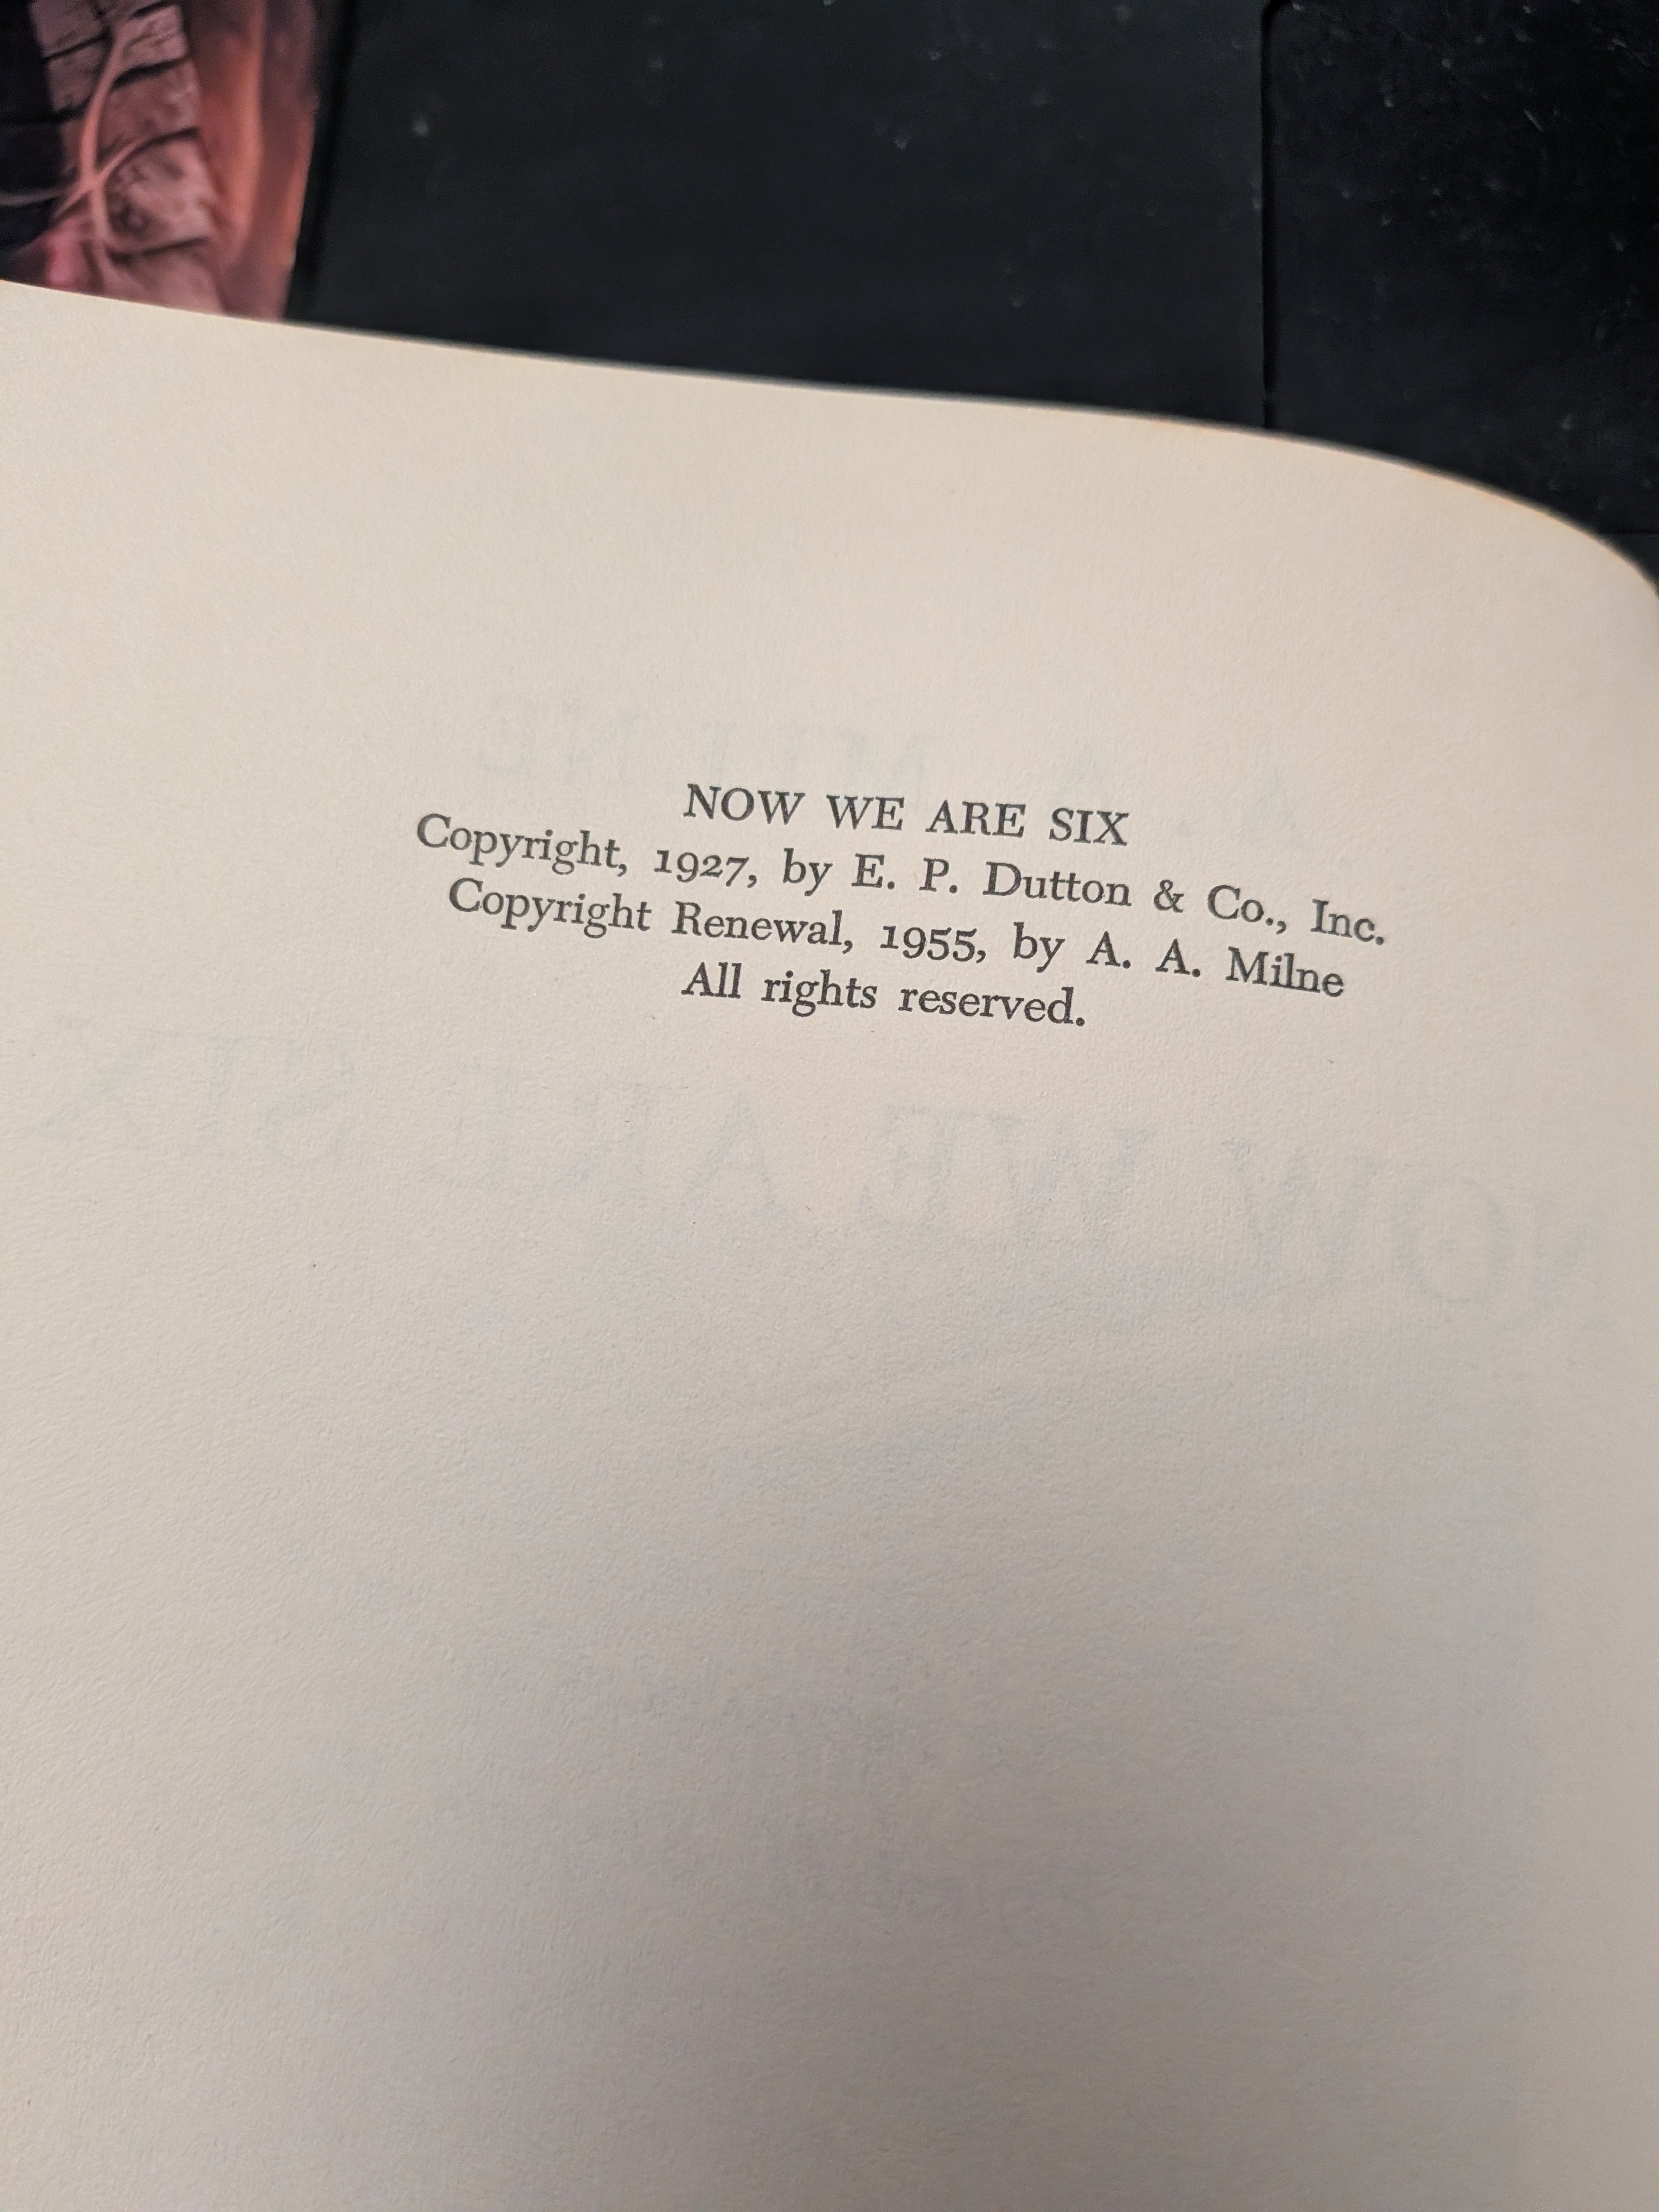 NOW WE ARE SIX
Copyright, 1927, by E. P. Dutton & Co., Inc.
Copyright Renewal, 1955, by A. A. Milne
All rights reserved.